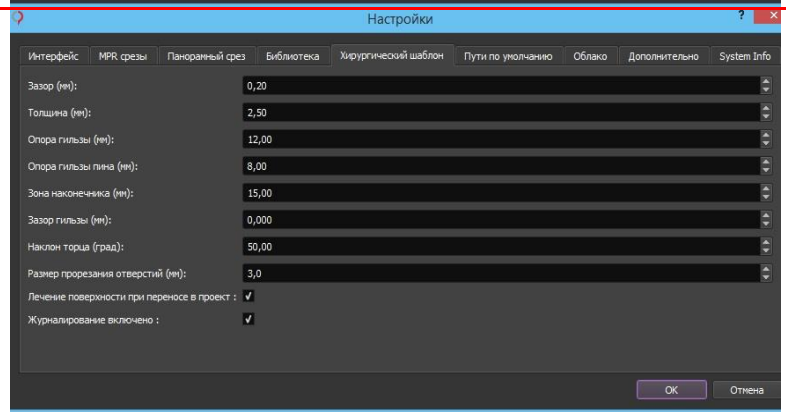 Настройки
?
Интерфейс MPR срезы Панорамный срез Библиотека Хирургический шаблон Пути по умолчанию Облако Дополнительно System Info
Зазор (мм): 0,20
Толщина (мм): 2,50
Опора гильзы (мм): 12,00
Опора гильзы пина (мм): 8,00
Зона наконечника (мм): 15,00
Зазор гильзы (мм): 0,000
Наклон торца (град): 50,00
Размер прорезания отверстий (мм): 3,0
Лечение поверхности при переносе в проект :
Журналирование включено :
OK Отмена